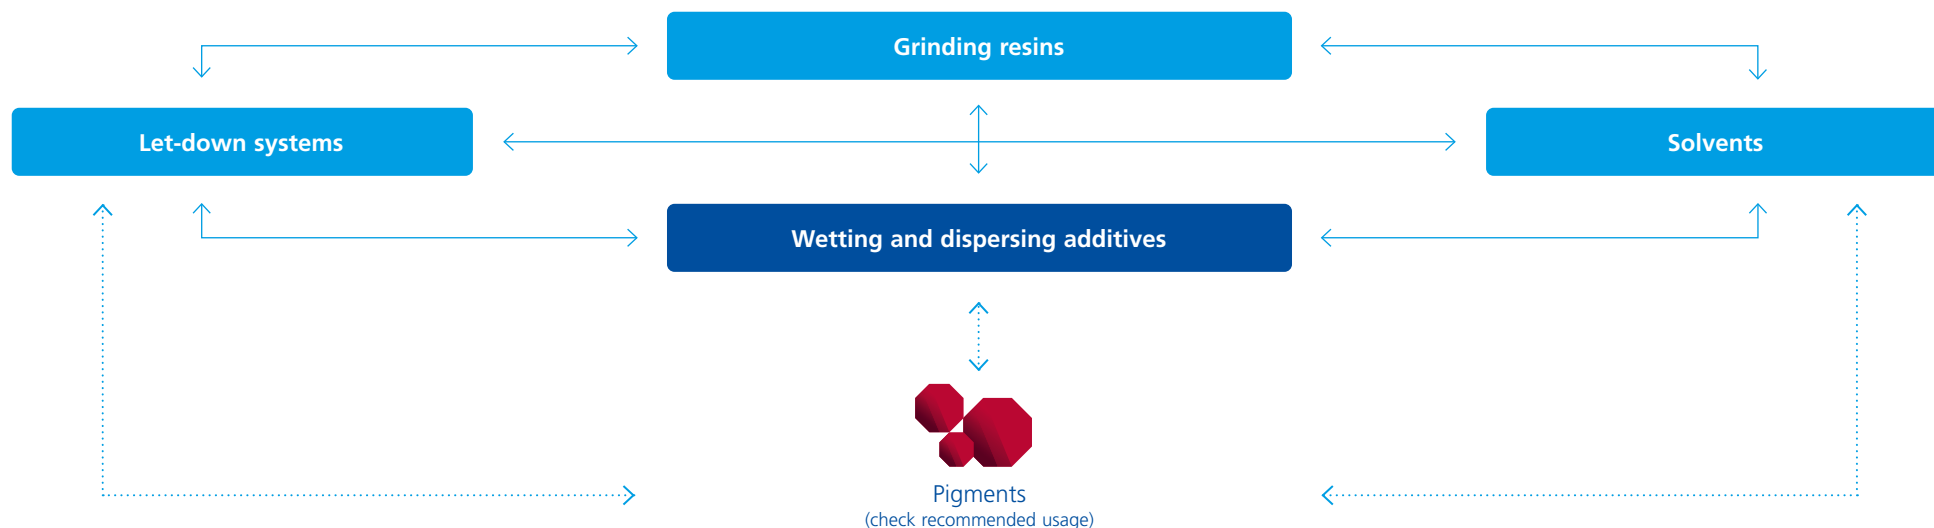 Grinding resins
Let-down systems
Solvents
Wetting and dispersing additives
Pigments
(check recommended usage)